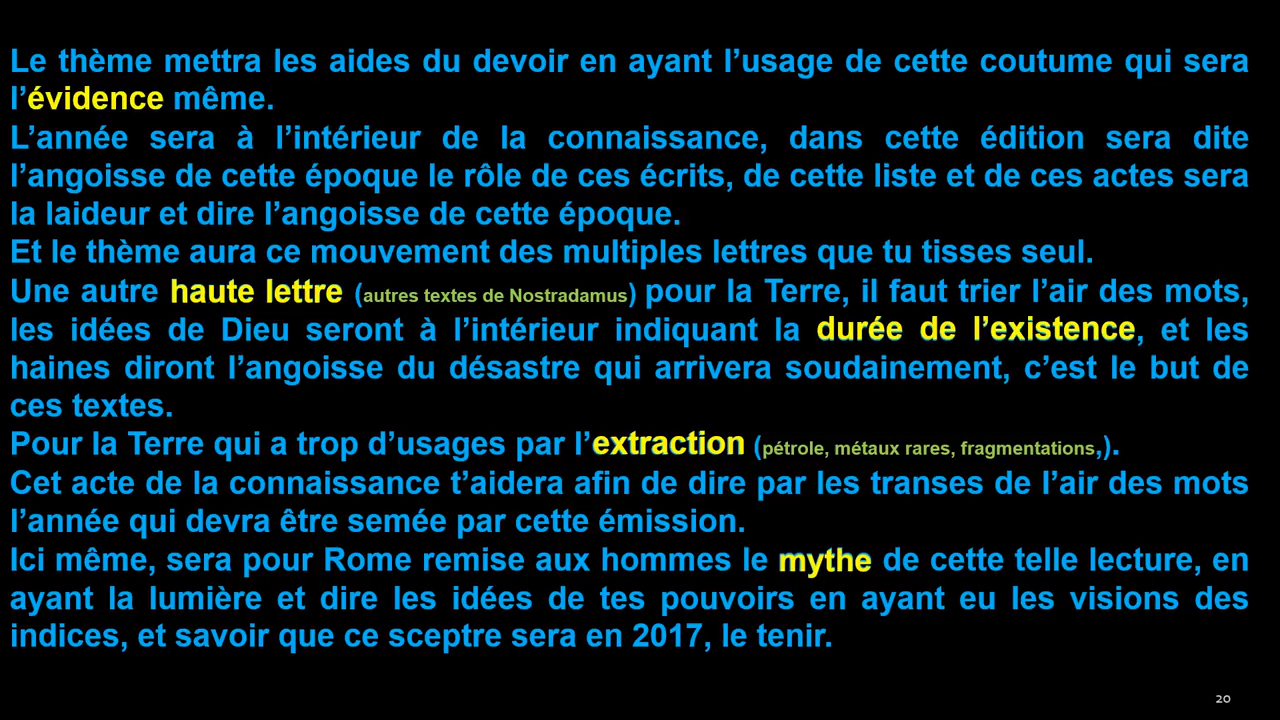 Le thème mettra les aides du devoir en ayant l’usage de cette coutume qui sera
l’évidence même.
L’année sera à l’intérieur de la connaissance, dans cette édition sera dite
l’angoisse de cette époque le rôle de ces écrits, de cette liste et de ces actes sera
la laideur et dire l’angoisse de cette époque.
Et le thème aura ce mouvement des multiples lettres que tu tisses seul.
Une autre haute lettre (autres textes de Nostradamus) pour la Terre, il faut trier l’air des mots,
les idées de Dieu seront à l’intérieur indiquant la durée de l’existence, et les
haines diront l’angoisse du désastre qui arrivera soudainement, c’est le but de
ces textes.
Pour la Terre qui a trop d’usages par l’extraction (pétrole, métaux rares, fragmentations,).
Cet acte de la connaissance t’aidera afin de dire par les transes de l’air des mots
l’année qui devra être semée par cette émission.
Ici même, sera pour Rome remise aux hommes le mythe de cette telle lecture, en
ayant la lumière et dire les idées de tes pouvoirs en ayant eu les visions des
indices, et savoir que ce sceptre sera en 2017, le tenir.
20